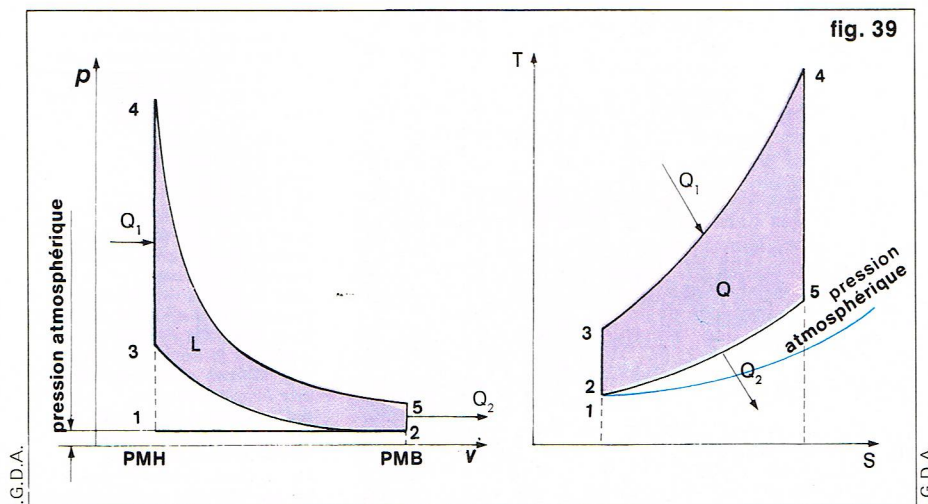 fig. 39
p
4
Q1
pression atmosphérique
3
L
1
5
Q2
2
PMH
PMB
v
T
4
Q1
Q
3
5
pression
atmosphérique
2
1
Q2
S
.G.D.A.
G.D.A